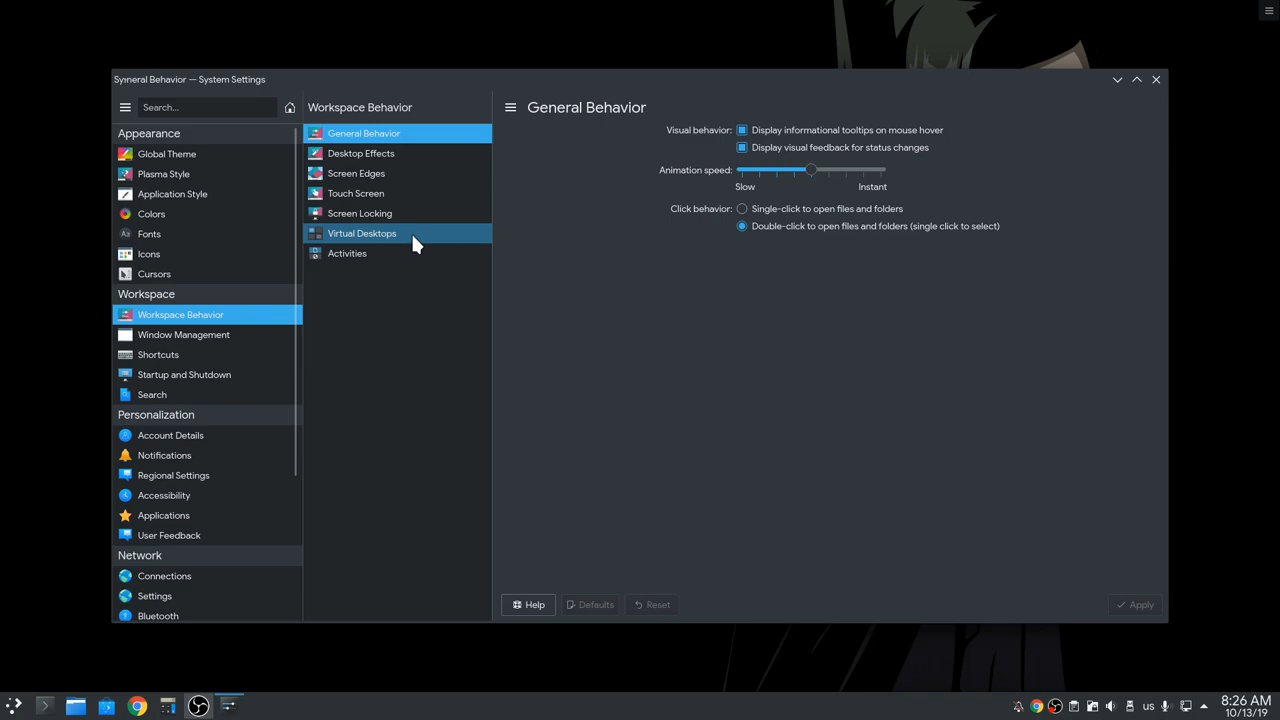 Synneral Behavior — System Settings
Search...
Appearance
Global Theme
Plasma Style
Application Style
Colors
Fonts
Icons
Cursors
Workspace
Workspace Behavior
Window Management
Shortcuts
Startup and Shutdown
Search
Personalization
Account Details
Notifications
Regional Settings
Accessibility
Applications
User Feedback
Network
Connections
Settings
Bluetooth
Workspace Behavior
General Behavior
Desktop Effects
Screen Edges
Touch Screen
Screen Locking
Virtual Desktops
Activities
General Behavior
Visual behavior: Display informational tooltips on mouse hover
Display visual feedback for status changes
Animation speed:
Slow Instant
Click behavior: Single-click to open files and folders
Double-click to open files and folders (single click to select)
Help Defaults Reset Apply
us
8:26 AM
10/13/19